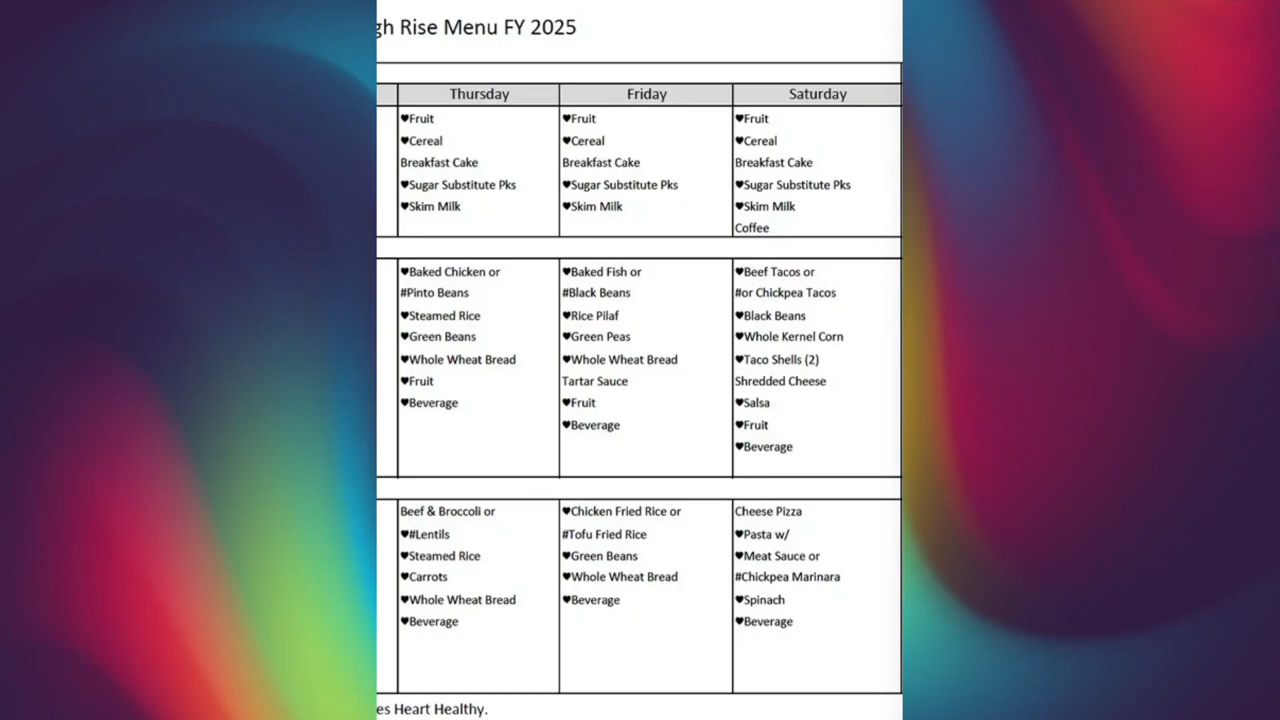 gh Rise Menu FY 2025
Thursday
♥Fruit
♥Cereal
Breakfast Cake
♥Sugar Substitute Pks
♥Skim Milk
♥Baked Chicken or
#Pinto Beans
♥Steamed Rice
♥Green Beans
♥Whole Wheat Bread
♥Fruit
♥Beverage
Beef & Broccoli or
♥#Lentils
♥Steamed Rice
♥Carrots
♥Whole Wheat Bread
♥Beverage
Friday
♥Fruit
♥Cereal
Breakfast Cake
♥Sugar Substitute Pks
♥Skim Milk
♥Baked Fish or
#Black Beans
♥Rice Pilaf
♥Green Peas
♥Whole Wheat Bread
Tartar Sauce
♥Fruit
♥Beverage
♥Chicken Fried Rice or
#Tofu Fried Rice
♥Green Beans
♥Whole Wheat Bread
♥Beverage
Saturday
♥Fruit
♥Cereal
Breakfast Cake
♥Sugar Substitute Pks
♥Skim Milk
Coffee
♥Beef Tacos or
#or Chickpea Tacos
♥Black Beans
♥Whole Kernel Corn
♥Taco Shells (2)
Shredded Cheese
♥Salsa
♥Fruit
♥Beverage
Cheese Pizza
♥Pasta w/
♥Meat Sauce or
#Chickpea Marinara
♥Spinach
♥Beverage
es Heart Healthy.